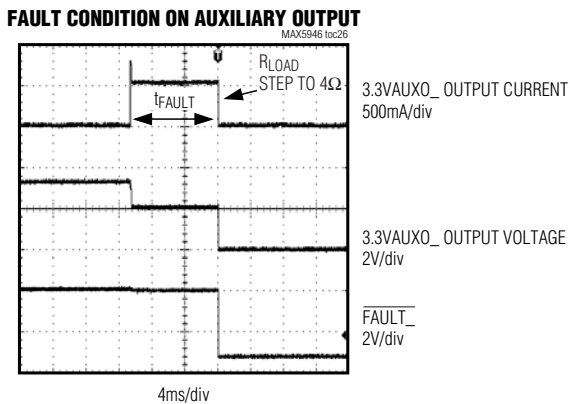 FAULT CONDITION ON AUXILIARY OUTPUT
MAX5946 toc26
RLOAD
STEP TO 4Ω
tFAULT
3.3VAUXO_ OUTPUT CURRENT
500mA/div
3.3VAUXO_ OUTPUT VOLTAGE
2V/div
FAULT_
2V/div
4ms/div